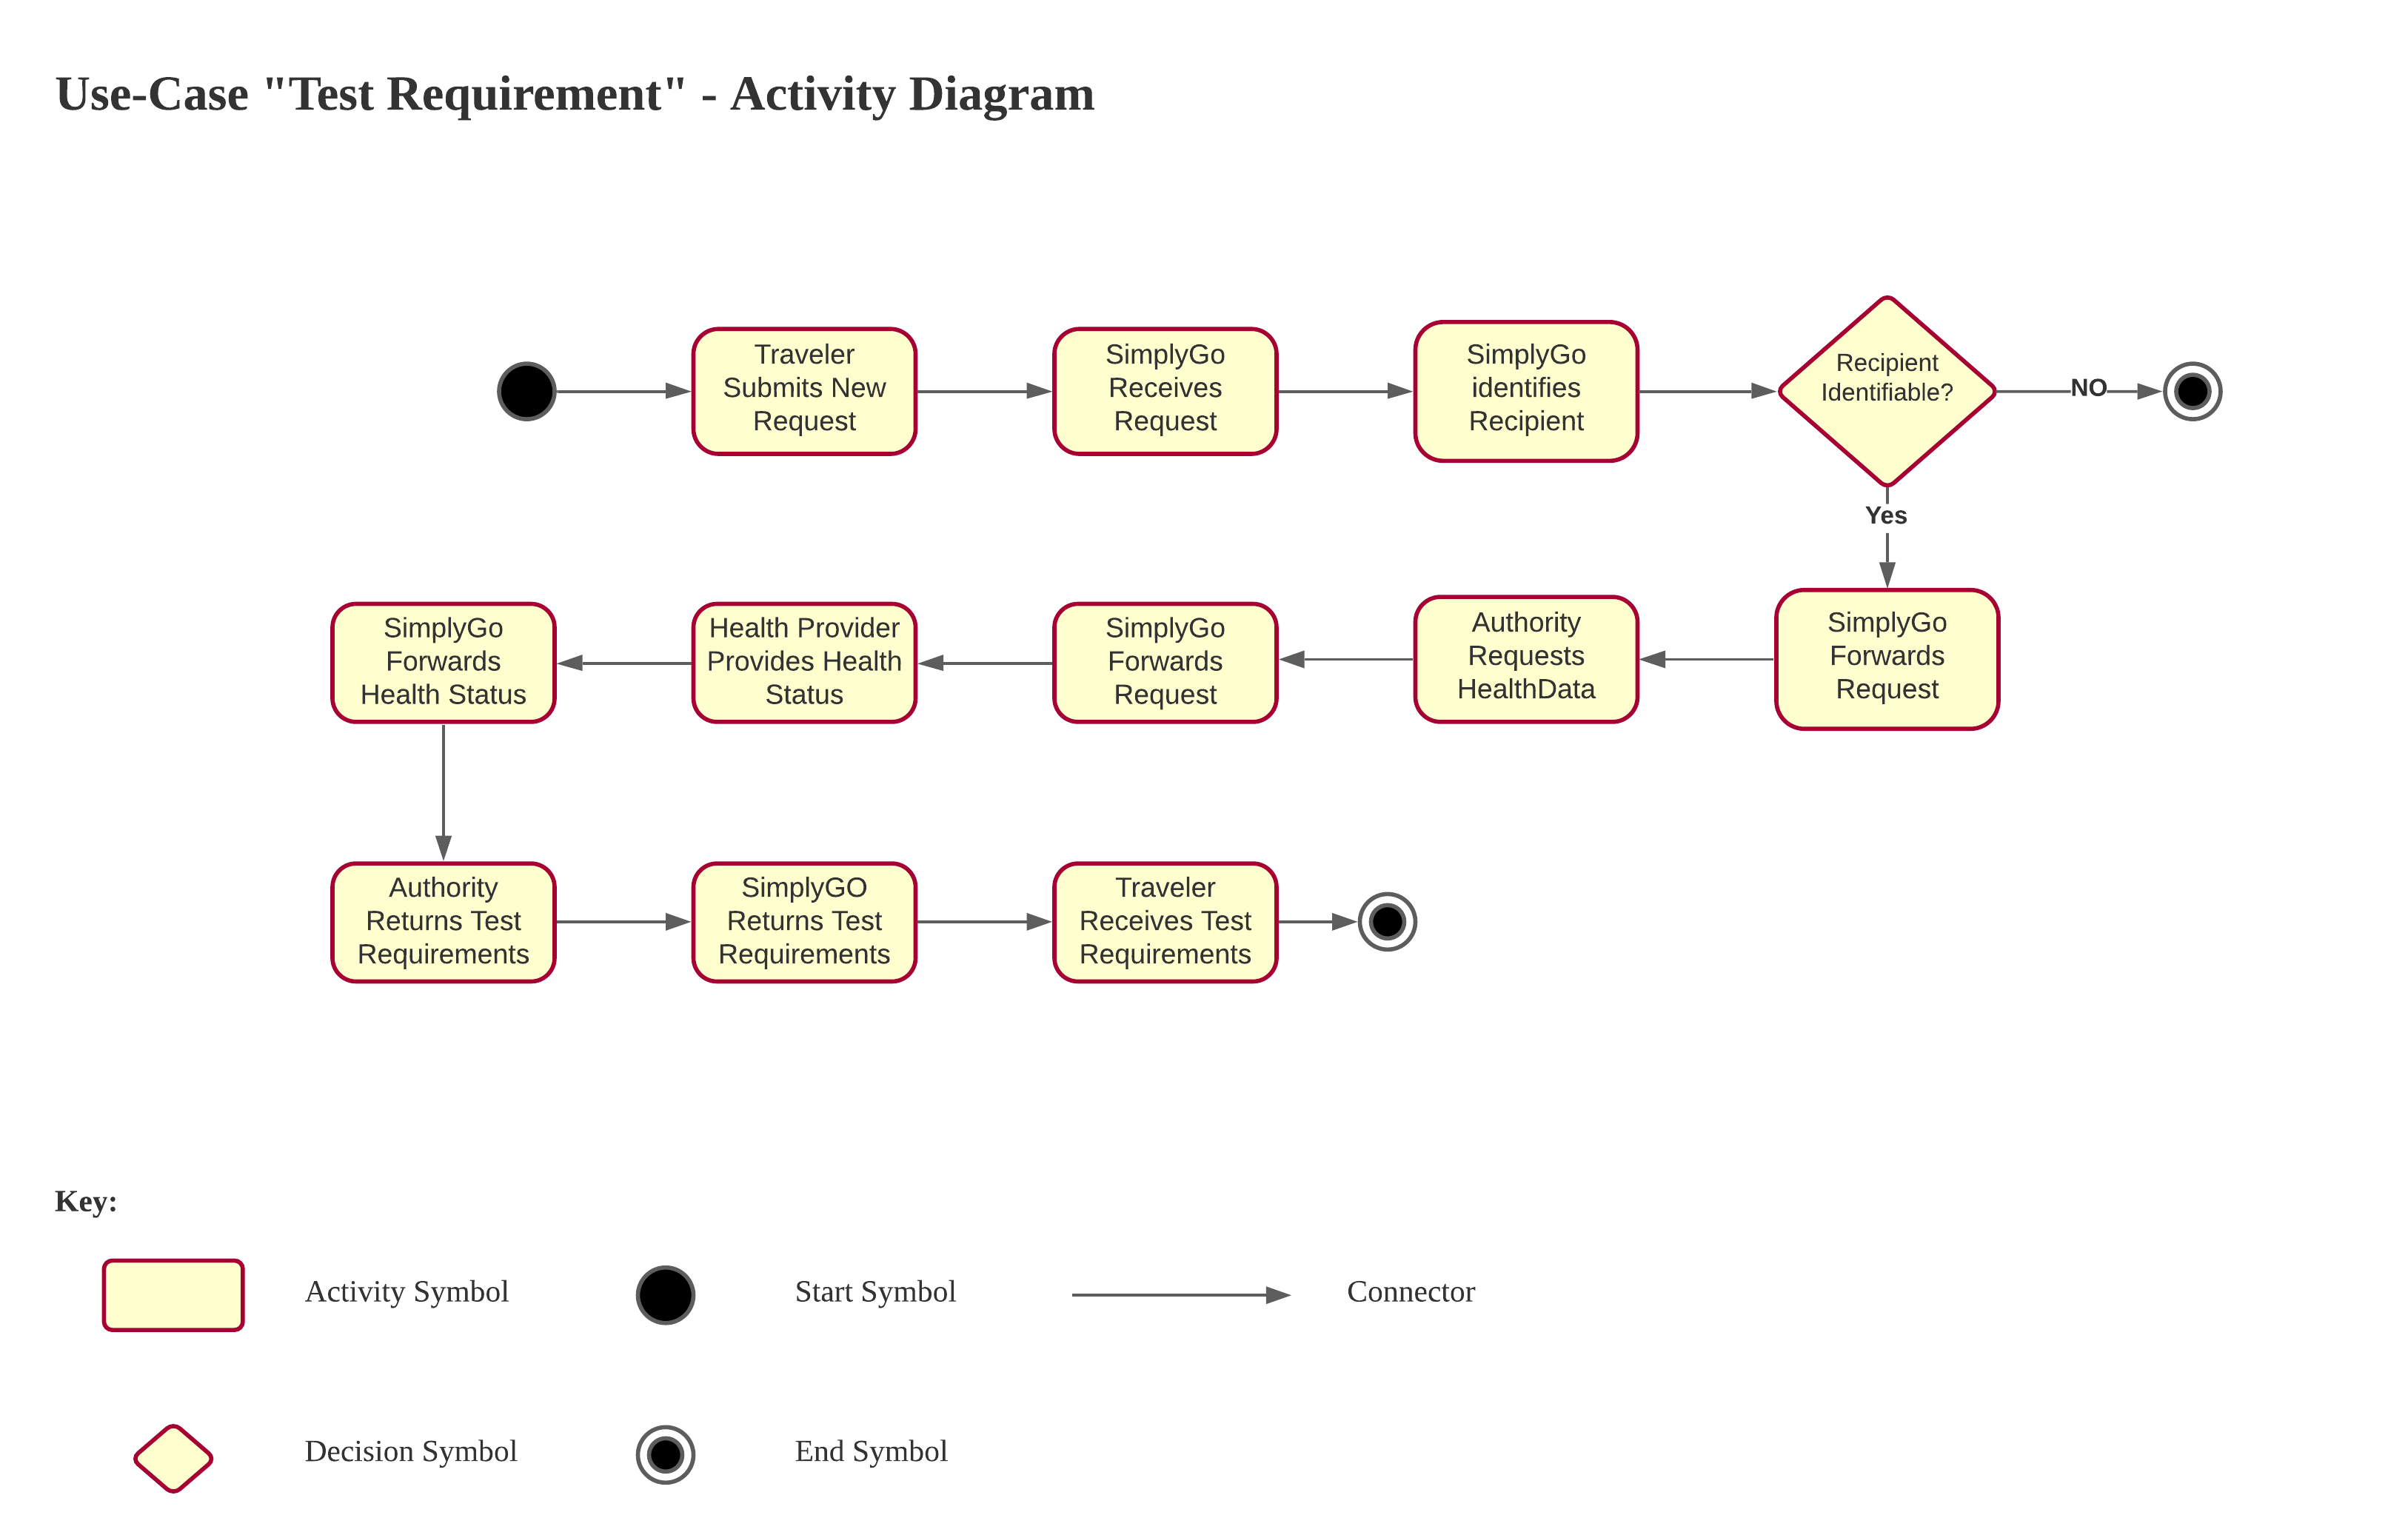 Use-Case "Test Requirement" - Activity Diagram
Traveler
Submits New
Request
SimplyGo
Receives
Request
SimplyGo
identifies
Recipient
Recipient
Identifiable?
NO
Yes
SimplyGo
Forwards
Health Status
Health Provider
Provides Health
Status
SimplyGo
Forwards
Request
Authority
Requests
HealthData
SimplyGo
Forwards
Request
Authority
Returns Test
Requirements
SimplyGO
Returns Test
Requirements
Traveler
Receives Test
Requirements
Key:
Activity Symbol
Start Symbol
Connector
Decision Symbol
End Symbol